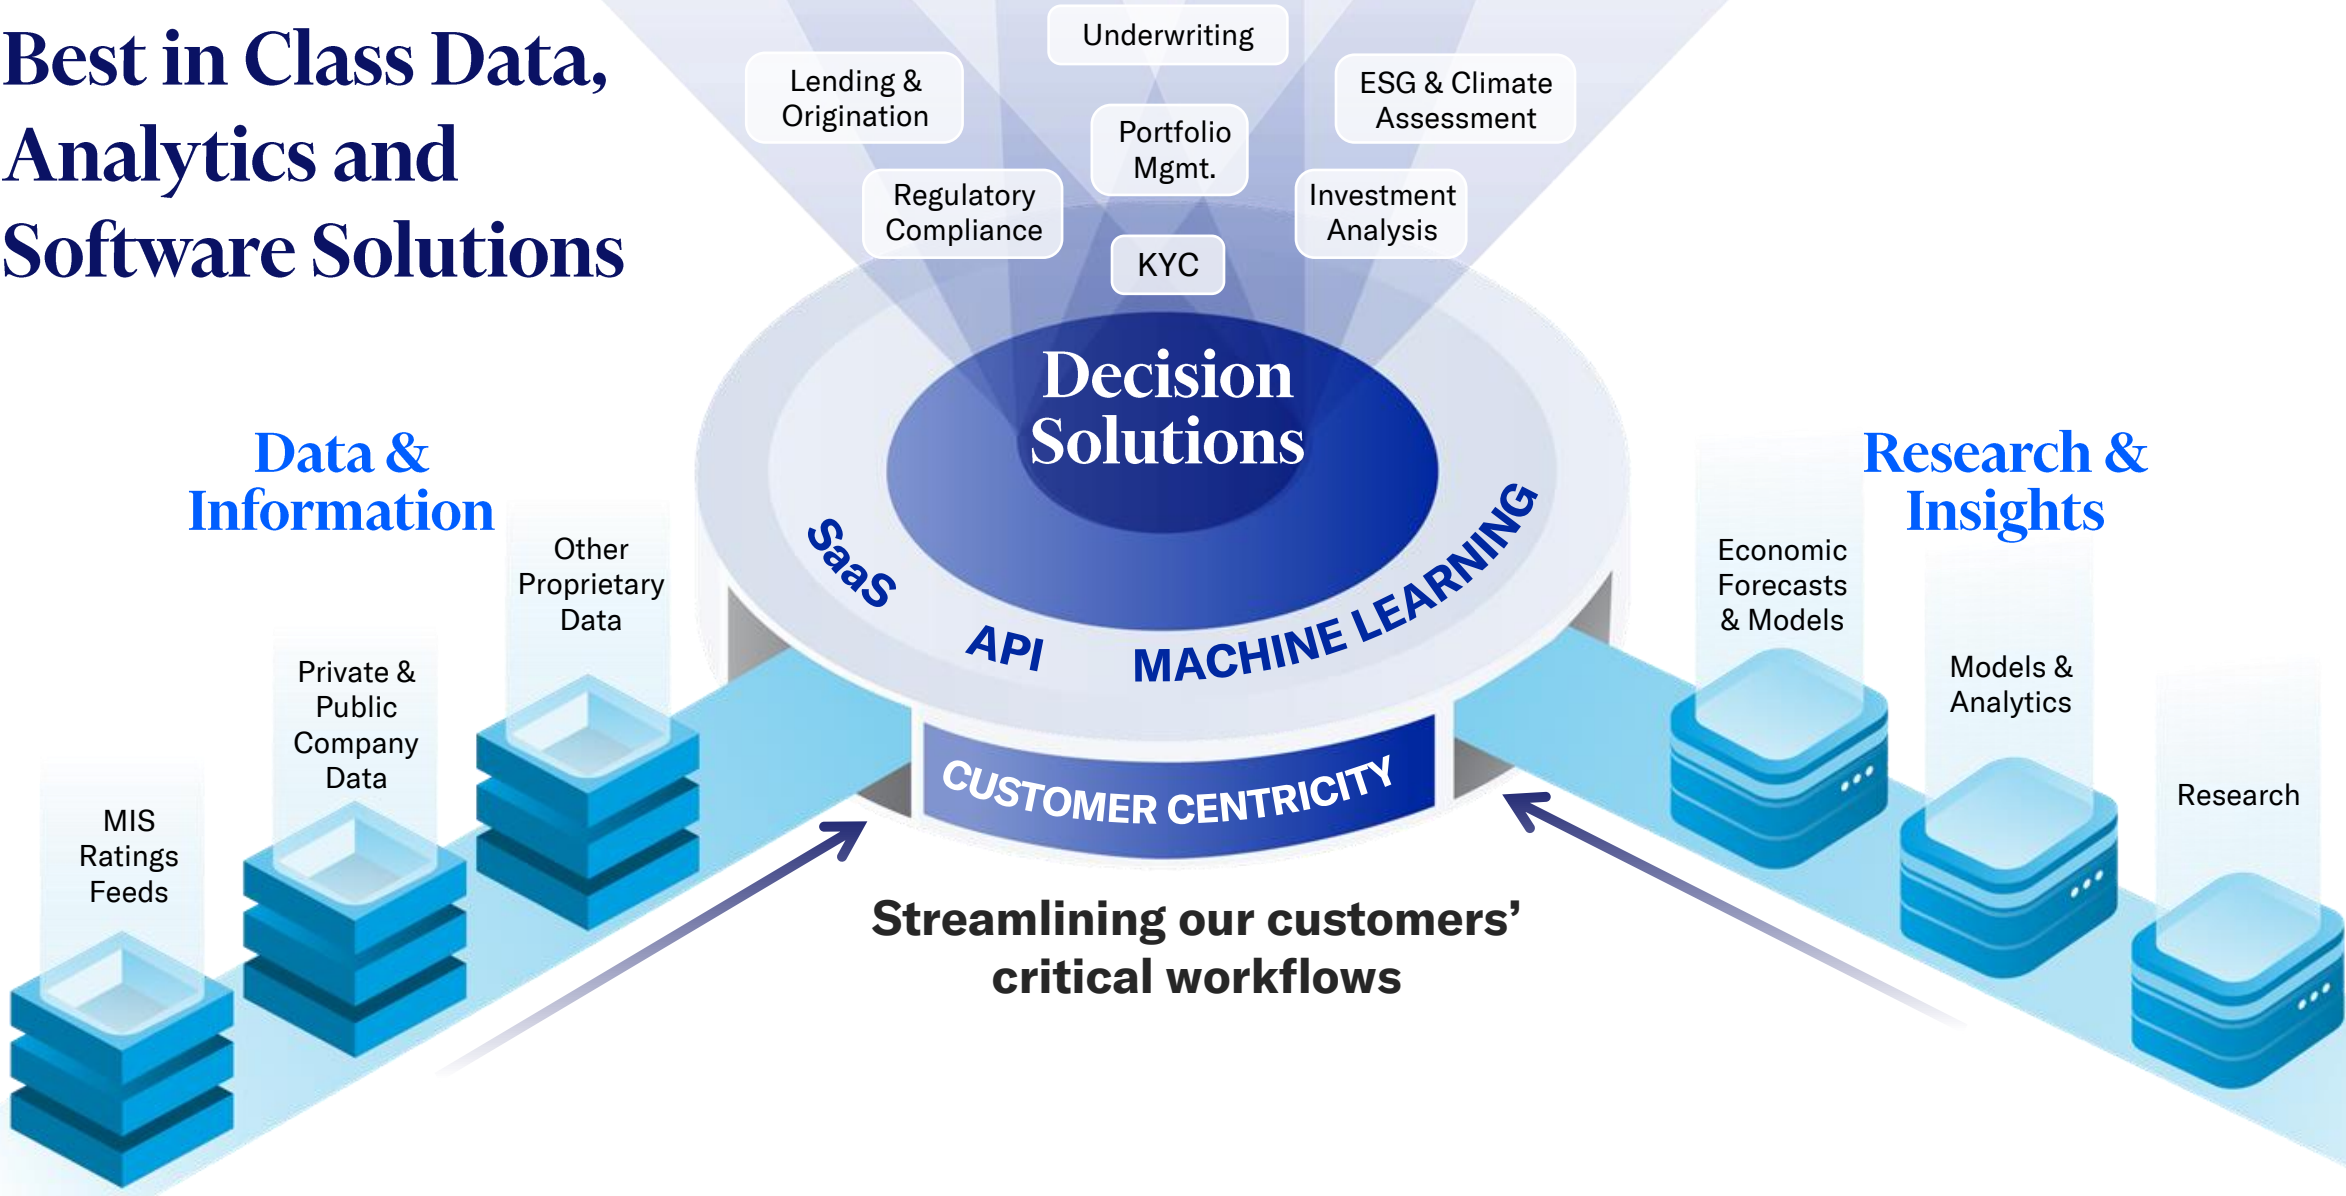 Best in Class Data,
Analytics and
Software Solutions
Underwriting
Lending &
Origination
ESG & Climate
Assessment
Portfolio
Mgmt.
Regulatory
Compliance
Investment
Analysis
KYC
Decision
Solutions
SaaS
API
MACHINE LEARNING
CUSTOMER CENTRICITY
Streamlining our customers’
critical workflows
Data &
Information
Other
Proprietary
Data
Private &
Public
Company
Data
MIS
Ratings
Feeds
Research &
Insights
Economic
Forecasts
& Models
Models &
Analytics
Research